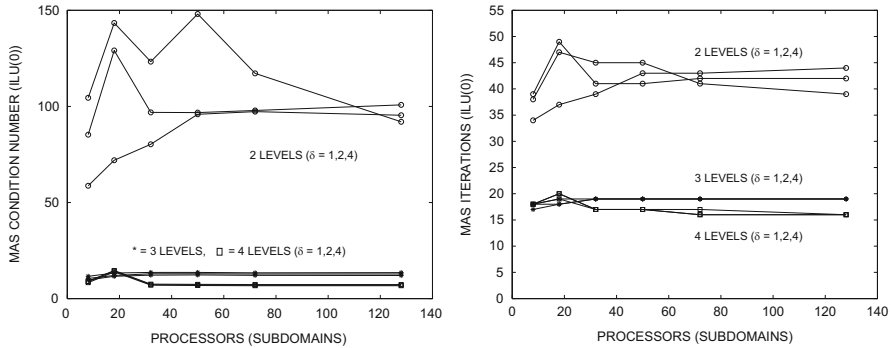 MAS CONDITION NUMBER (ILU(0))
150
100
50
0
2 LEVELS (δ = 1,2,4)
* = 3 LEVELS, □ = 4 LEVELS (δ = 1,2,4)
0 20 40 60 80 100 120 140
PROCESSORS (SUBDOMAINS)
MAS ITERATIONS (ILU(0))
55
50
45
40
35
30
25
20
15
10
5
0
2 LEVELS (δ = 1,2,4)
3 LEVELS (δ = 1,2,4)
4 LEVELS (δ = 1,2,4)
0 20 40 60 80 100 120 140
PROCESSORS (SUBDOMAINS)